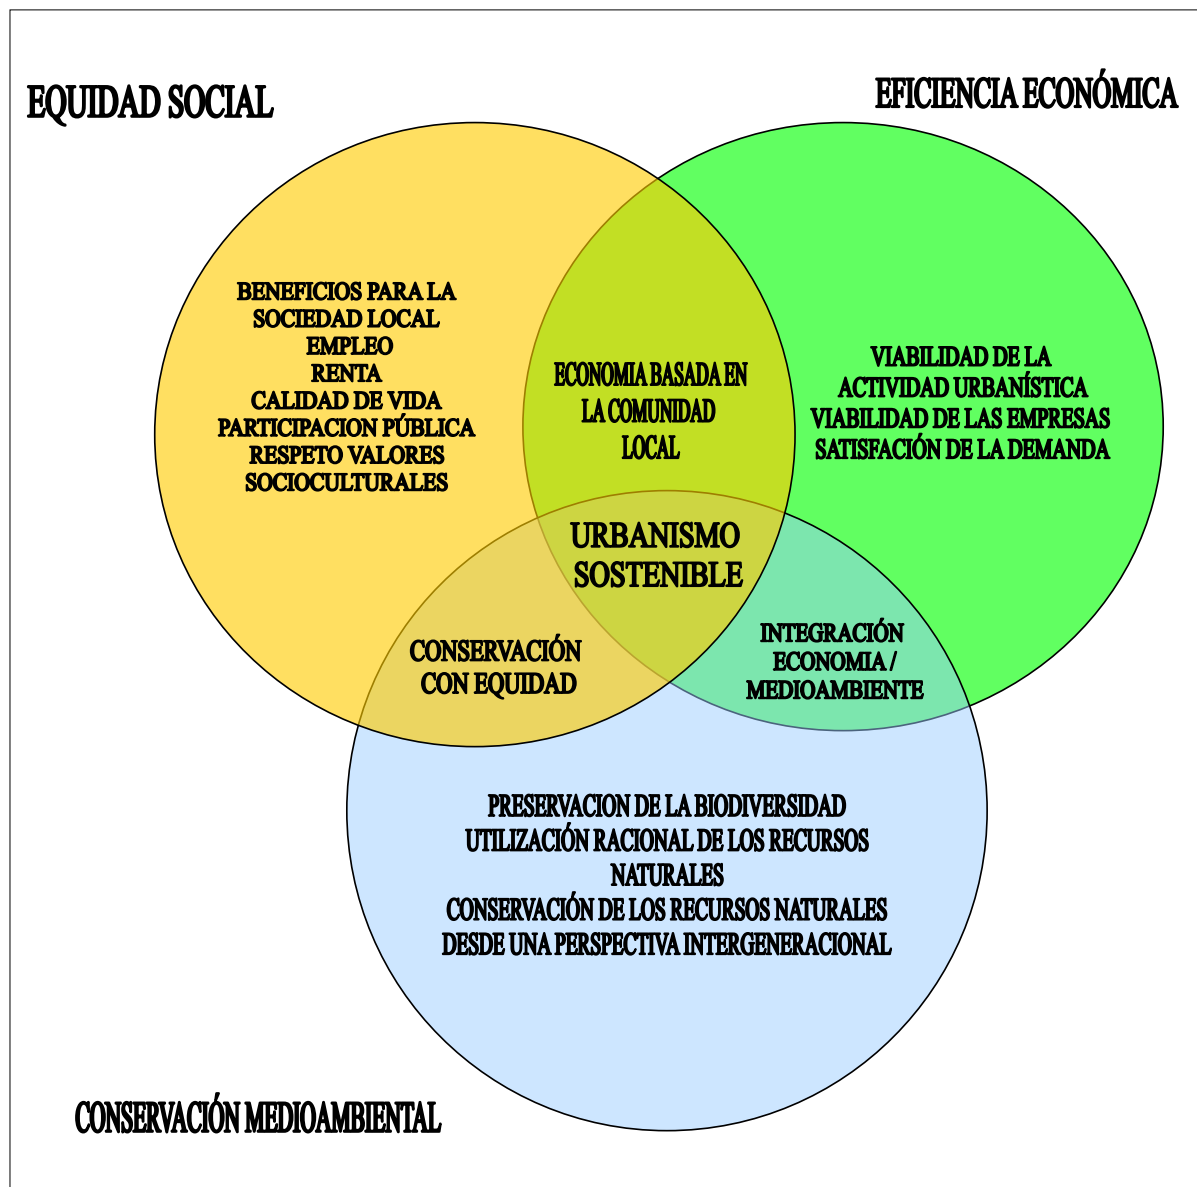 EQUIDAD SOCIAL
EFICIENCIA ECONÓMICA
BENEFICIOS PARA LA
SOCIEDAD LOCAL
EMPLEO
RENTA
CALIDAD DE VIDA
PARTICIPACION PÚBLICA
RESPETO VALORES
SOCIOCULTURALES
ECONOMIA BASADA EN
LA COMUNIDAD
LOCAL
VIABILIDAD DE LA
ACTIVIDAD URBANÍSTICA
VIABILIDAD DE LAS EMPRESAS
SATISFACIÓN DE LA DEMANDA
URBANISMO
SOSTENIBLE
CONSERVACIÓN
CON EQUIDAD
INTEGRACIÓN
ECONOMIA /
MEDIOAMBIENTE
PRESERVACION DE LA BIODIVERSIDAD
UTILIZACIÓN RACIONAL DE LOS RECURSOS
NATURALES
CONSERVACIÓN DE LOS RECURSOS NATURALES
DESDE UNA PERSPECTIVA INTERGENERACIONAL
CONSERVACIÓN MEDIOAMBIENTAL